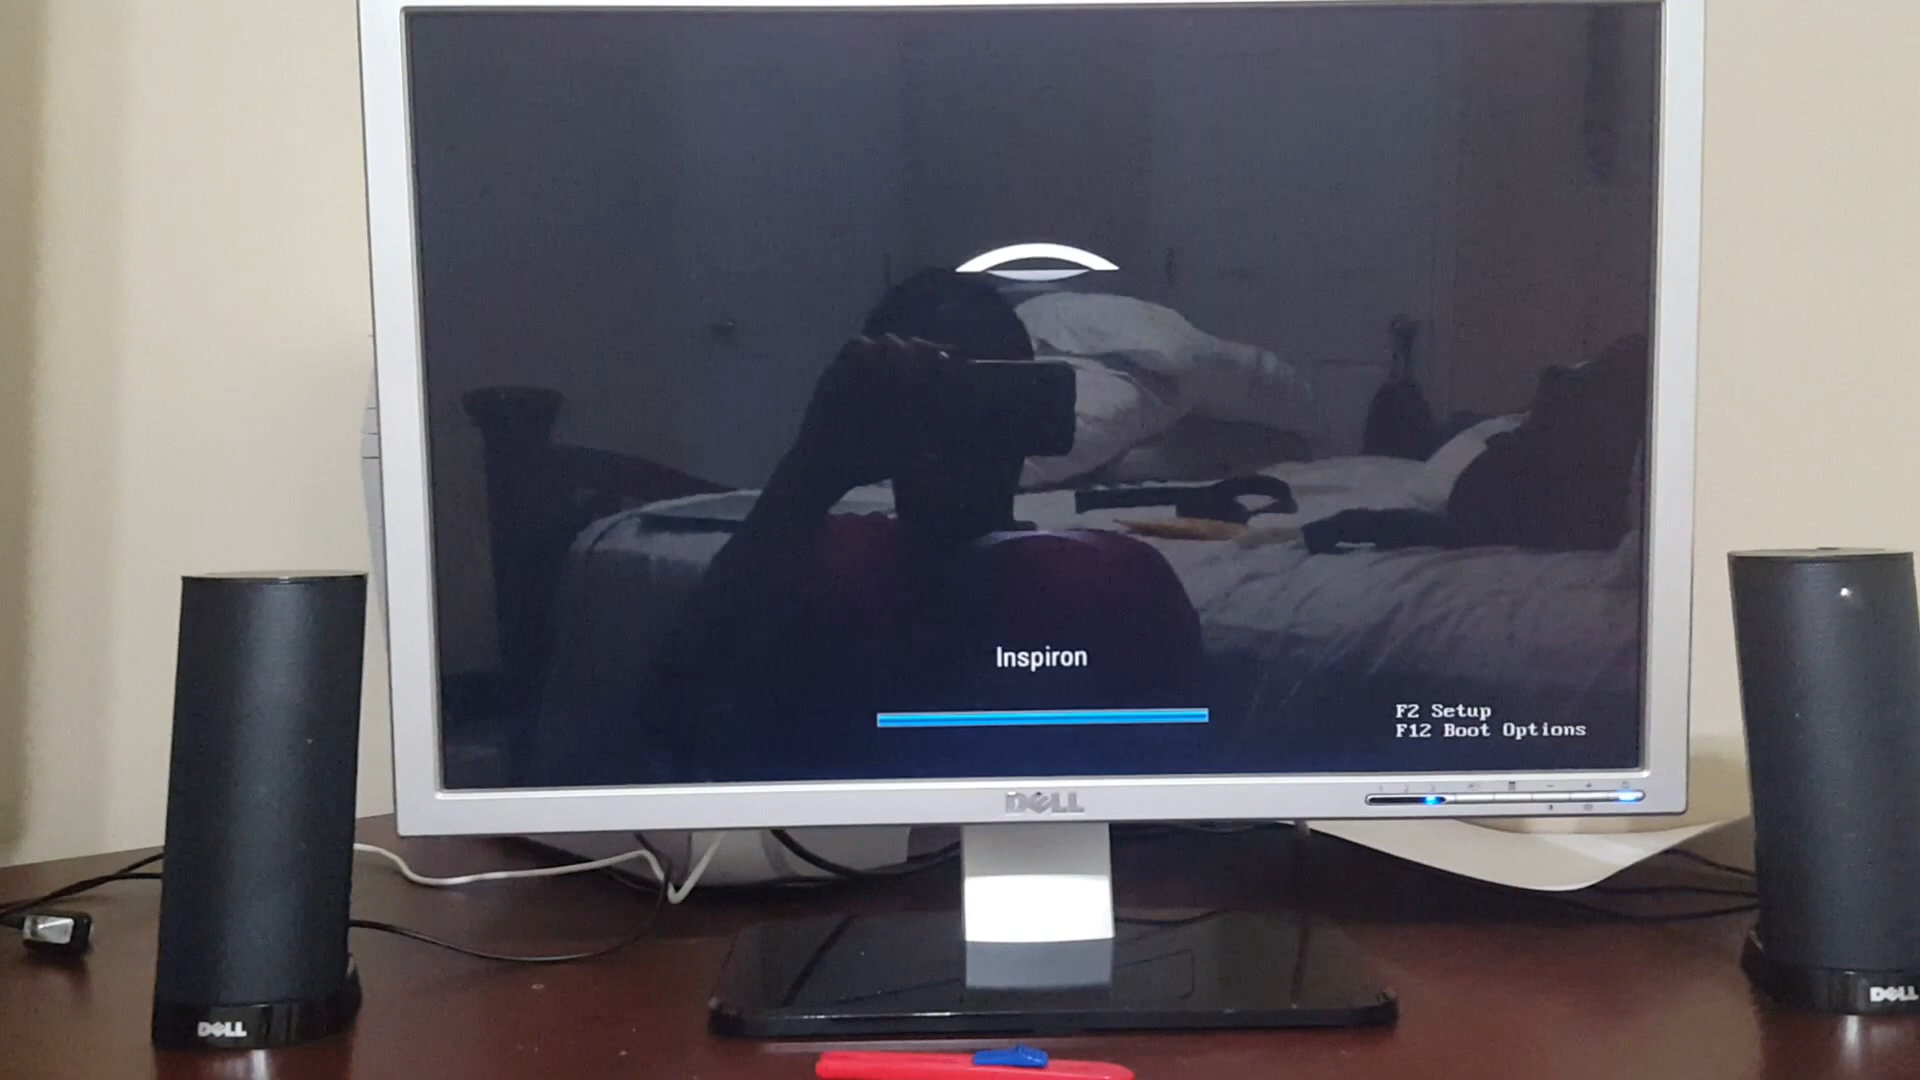 Inspiron
F2 Setup
F12 Boot Options
DELL
DELL
DELL